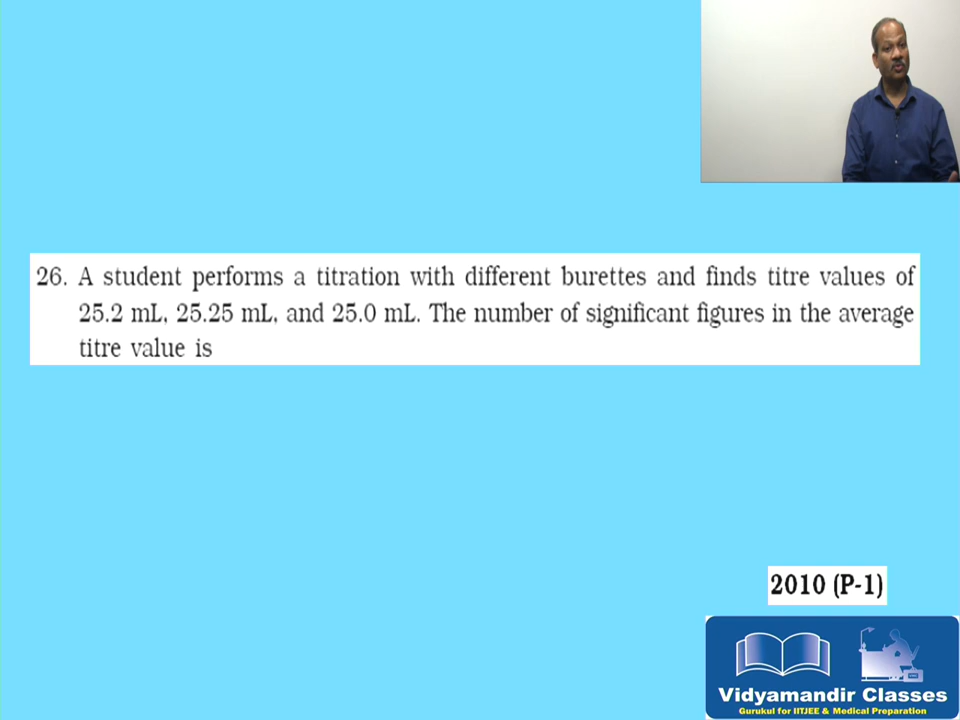 26. A student performs a titration with different burettes and finds titre values of
25.2 mL, 25.25 mL, and 25.0 mL. The number of significant figures in the average
titre value is
2010 (P-1)
Vidyamandir Classes
Gurukul for IITJEE & Medical Preparation